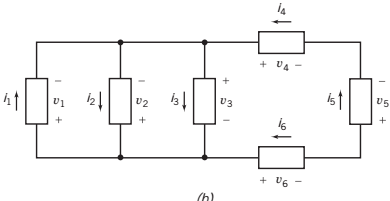 i4
+ v4 −
− − + −
i1 v1 i2 v2 i3 v3 i5 v5
+ + − +
i6
+ v6 −
(b)